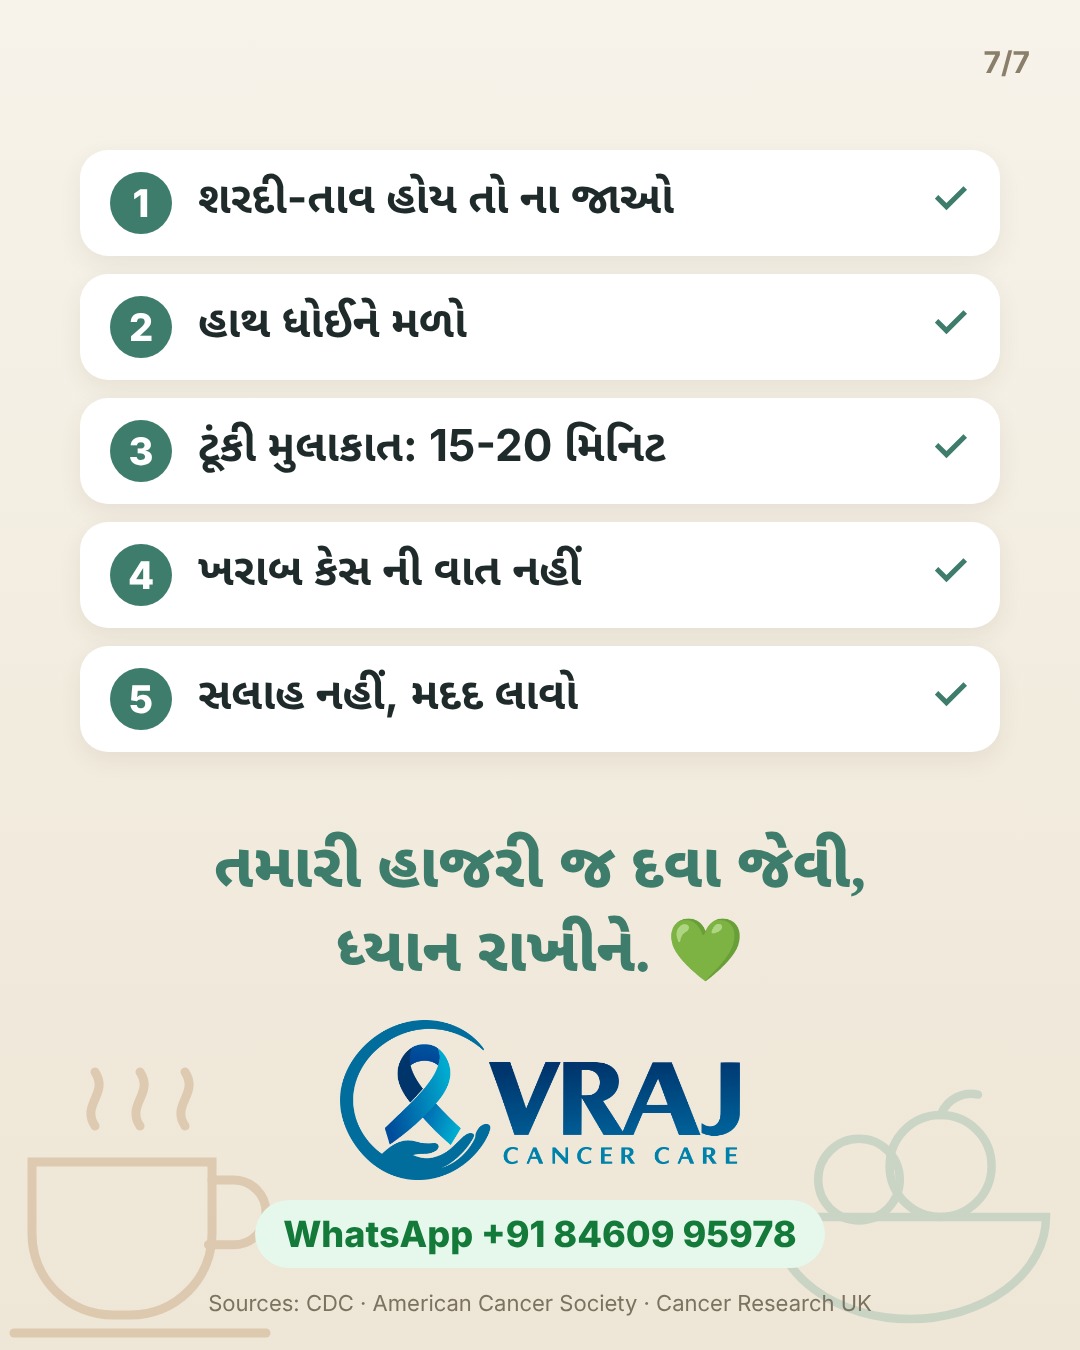 7/7
1 શરદી-તાવ હોય તો ના જાઓ ✓
2 હાથ ધોઈને મળો ✓
3 ટૂંકી મુલાકાત: 15-20 મિનિટ ✓
4 ખરાબ કેસ ની વાત નહીં ✓
5 સલાહ નહીં, મદદ લાવો ✓
તમારી હાજરી જ દવા જેવી,
ધ્યાન રાખીને. 💚
VRAJ
CANCER CARE
WhatsApp +91 84609 95978
Sources: CDC · American Cancer Society · Cancer Research UK